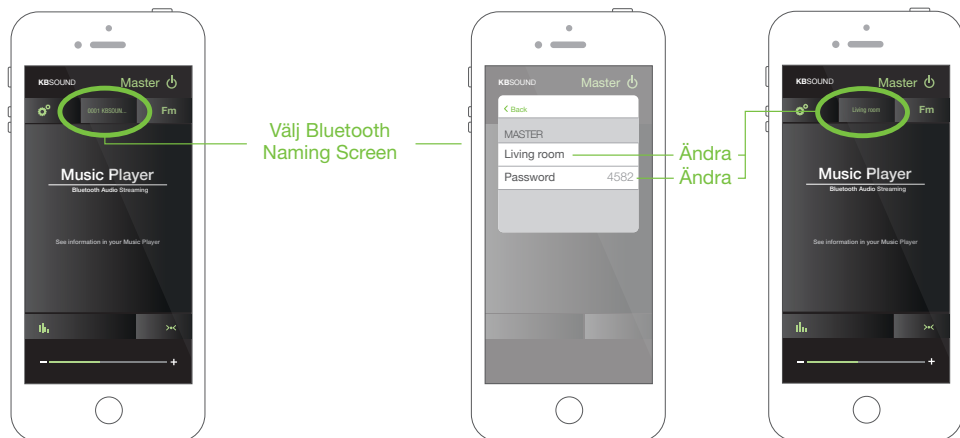 KBSOUND Master
0001 KBSOUN...
Fm
Music Player
Bluetooth Audio Streaming
See information in your Music Player
- +
Välj Bluetooth
Naming Screen
KBSOUND Master
< Back
MASTER
Living room
Password 4582
Ändra
Ändra
KBSOUND Master
Living room
Fm
Music Player
Bluetooth Audio Streaming
See information in your Music Player
- +